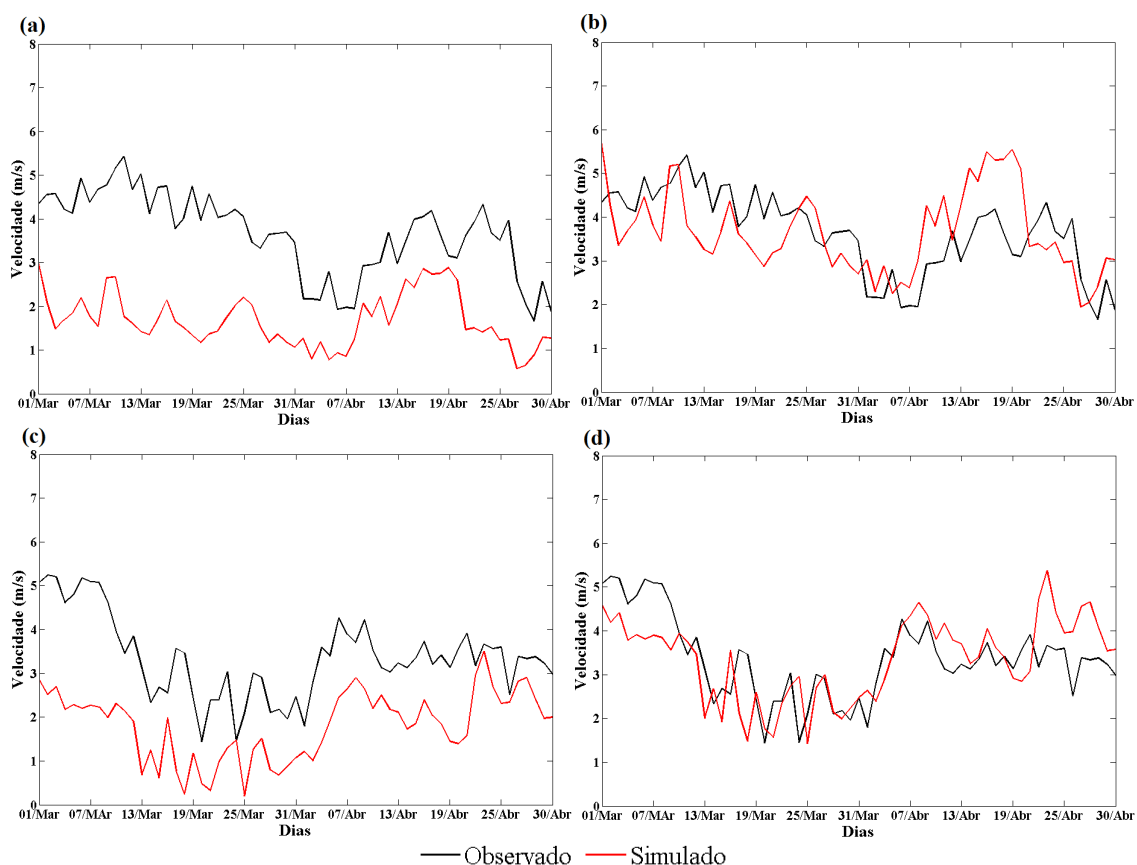 (a)
8
7
6
5
4
3
2
1
0
Velocidade (m/s)
01/Mar 07/MAr 13/Mar 19/Mar 25/Mar 31/Mar 07/Abr 13/Abr 19/Abr 25/Abr 30/Abr
Dias
(b)
8
7
6
5
4
3
2
1
0
Velocidade (m/s)
01/Mar 07/MAr 13/Mar 19/Mar 25/Mar 31/Mar 07/Abr 13/Abr 19/Abr 25/Abr 30/Abr
Dias
(c)
8
7
6
5
4
3
2
1
0
Velocidade (m/s)
01/Mar 07/MAr 13/Mar 19/Mar 25/Mar 31/Mar 07/Abr 13/Abr 19/Abr 25/Abr 30/Abr
Dias
(d)
8
7
6
5
4
3
2
1
0
Velocidade (m/s)
01/Mar 07/MAr 13/Mar 19/Mar 25/Mar 31/Mar 07/Abr 13/Abr 19/Abr 25/Abr 30/Abr
Dias
Observado Simulado